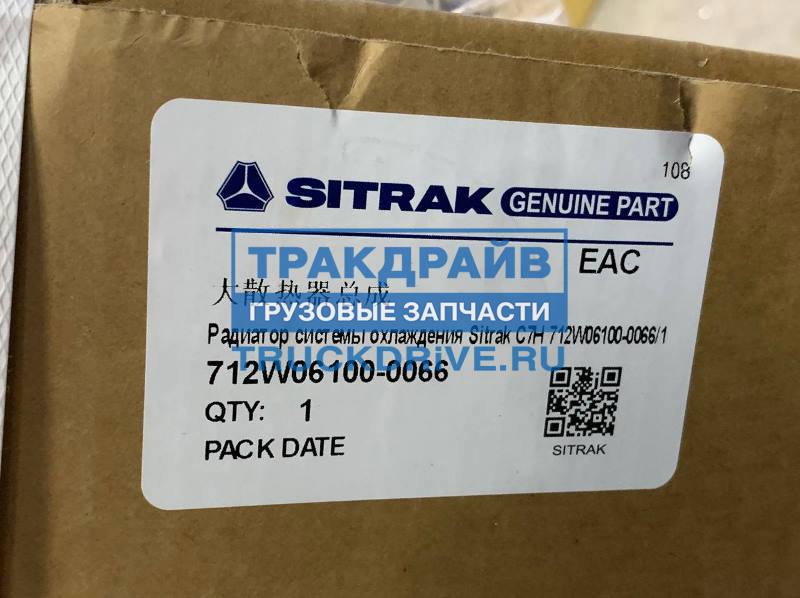 108
SITRAK GENUINE PART
EAC
大散热器总成
ТРАКДРАЙВ
ГРУЗОВЫЕ ЗАПЧАСТИ
Радиатор системы охлаждения Sitrak C7H 712W06100-0066/1
TRUCKDRiVE.RU
712W06100-0066
QTY: 1
PACK DATE
SITRAK